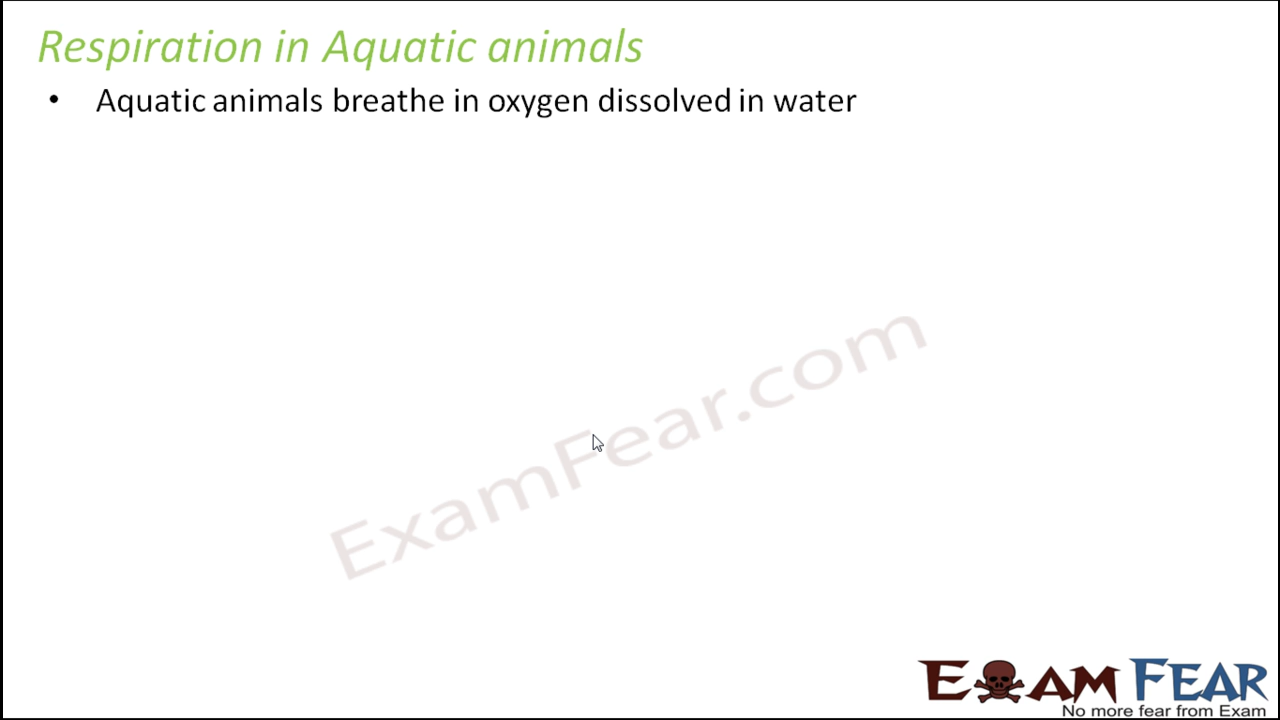 Respiration in Aquatic animals
• Aquatic animals breathe in oxygen dissolved in water
ExamFear.com
EXAM FEAR
No more fear from Exam